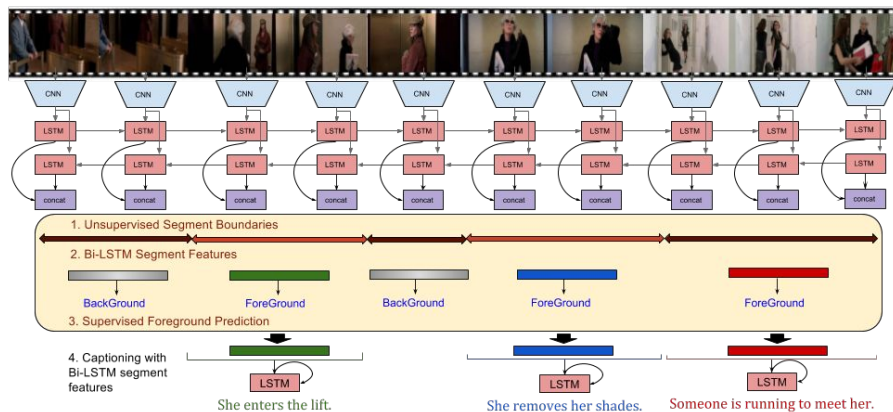 CNN CNN CNN CNN CNN CNN CNN CNN CNN CNN
LSTM LSTM LSTM LSTM LSTM LSTM LSTM LSTM LSTM LSTM
LSTM LSTM LSTM LSTM LSTM LSTM LSTM LSTM LSTM LSTM
concat concat concat concat concat concat concat concat concat concat
1. Unsupervised Segment Boundaries
2. Bi-LSTM Segment Features
BackGround ForeGround BackGround ForeGround ForeGround
3. Supervised Foreground Prediction
4. Captioning with
Bi-LSTM segment
features
LSTM LSTM LSTM
She enters the lift. She removes her shades. Someone is running to meet her.